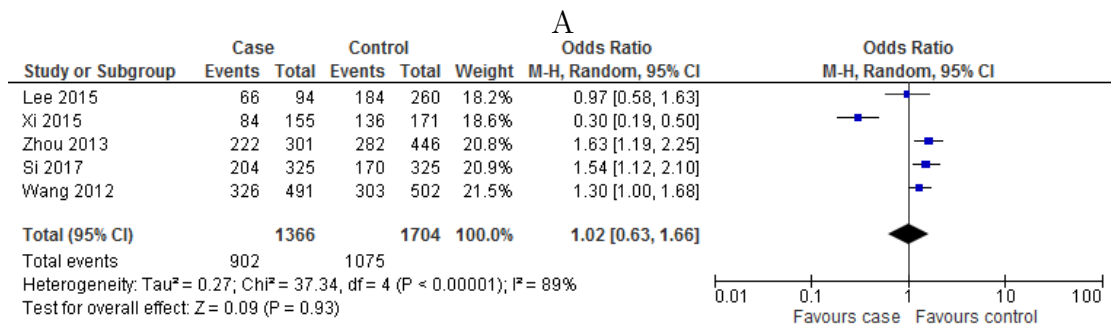 A
Case Control Odds Ratio Odds Ratio
Study or Subgroup Events Total Events Total Weight M-H, Random, 95% CI M-H, Random, 95% CI
Lee 2015 66 94 184 260 18.2% 0.97 [0.58, 1.63]
Xi 2015 84 155 136 171 18.6% 0.30 [0.19, 0.50]
Zhou 2013 222 301 282 446 20.8% 1.63 [1.19, 2.25]
Si 2017 204 325 170 325 20.9% 1.54 [1.12, 2.10]
Wang 2012 326 491 303 502 21.5% 1.30 [1.00, 1.68]
Total (95% CI) 1366 1704 100.0% 1.02 [0.63, 1.66]
Total events 902 1075
Heterogeneity: Tau² = 0.27; Chi² = 37.34, df = 4 (P < 0.00001); I² = 89%
Test for overall effect: Z = 0.09 (P = 0.93)
0.01 0.1 1 10 100
Favours case Favours control